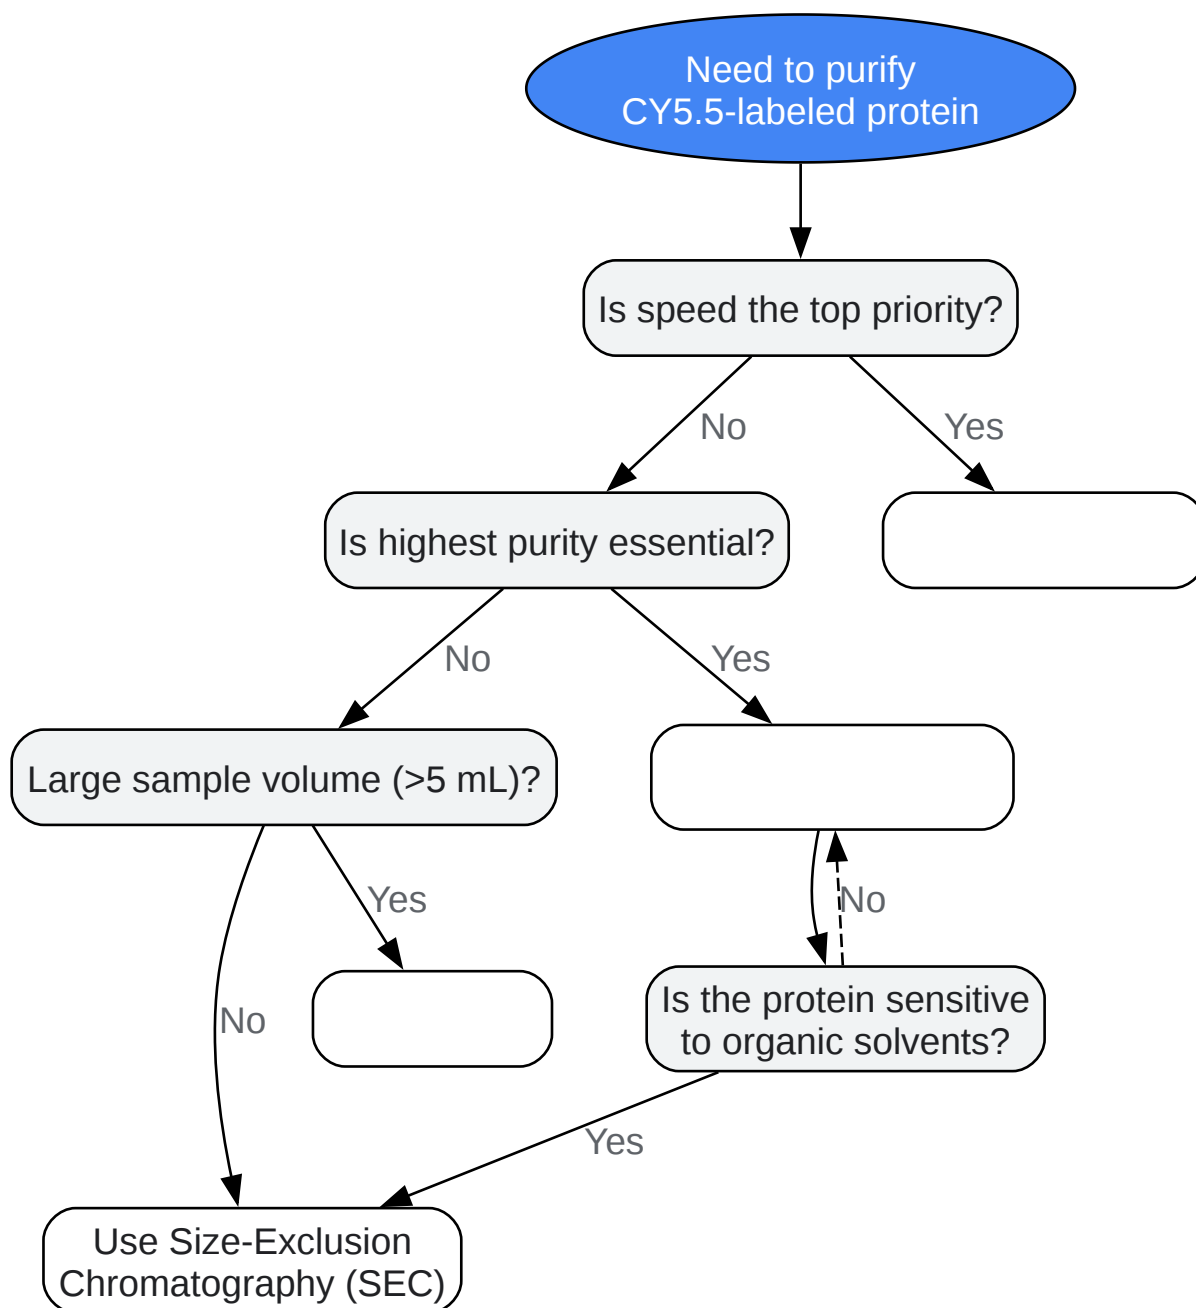 Need to purify
CY5.5-labeled protein
Is speed the top priority?
No
Yes
Is highest purity essential?
No
Yes
Large sample volume (>5 mL)?
Yes
No
No
Is the protein sensitive
to organic solvents?
Yes
Use Size-Exclusion
Chromatography (SEC)